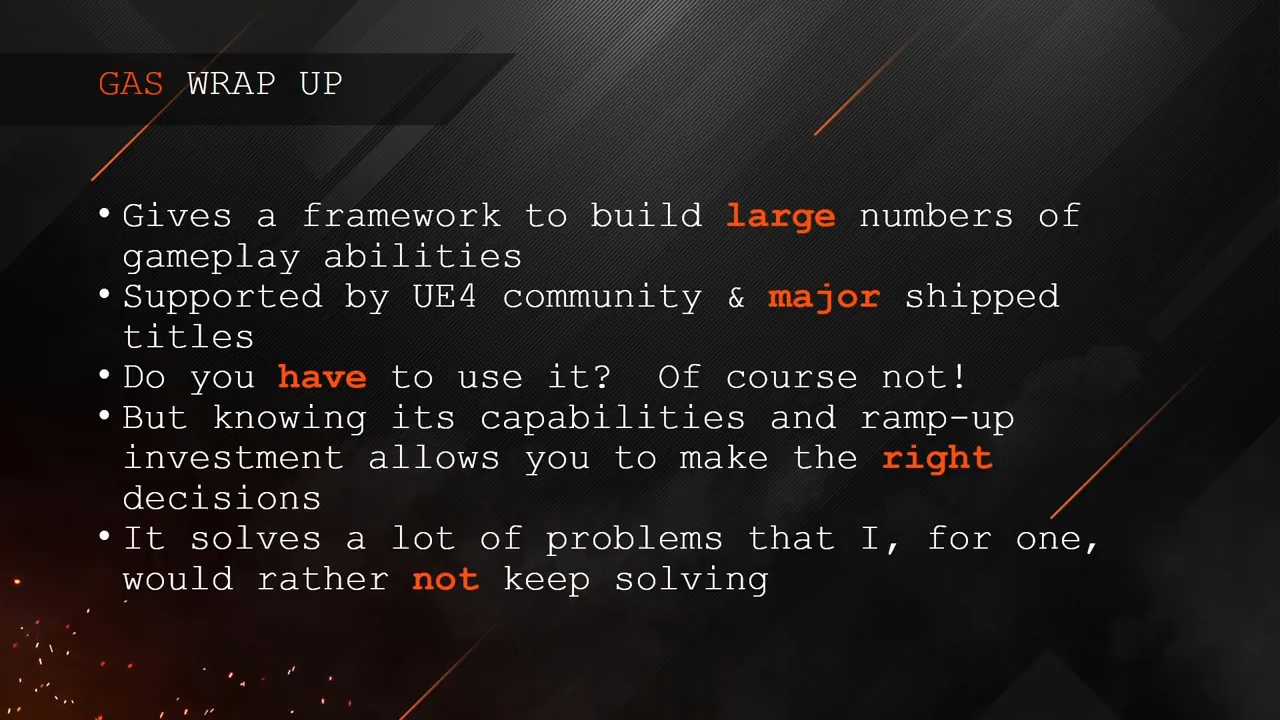 GAS WRAP UP
• Gives a framework to build large numbers of
gameplay abilities
• Supported by UE4 community & major shipped
titles
• Do you have to use it?  Of course not!
• But knowing its capabilities and ramp-up
investment allows you to make the right
decisions
• It solves a lot of problems that I, for one,
would rather not keep solving